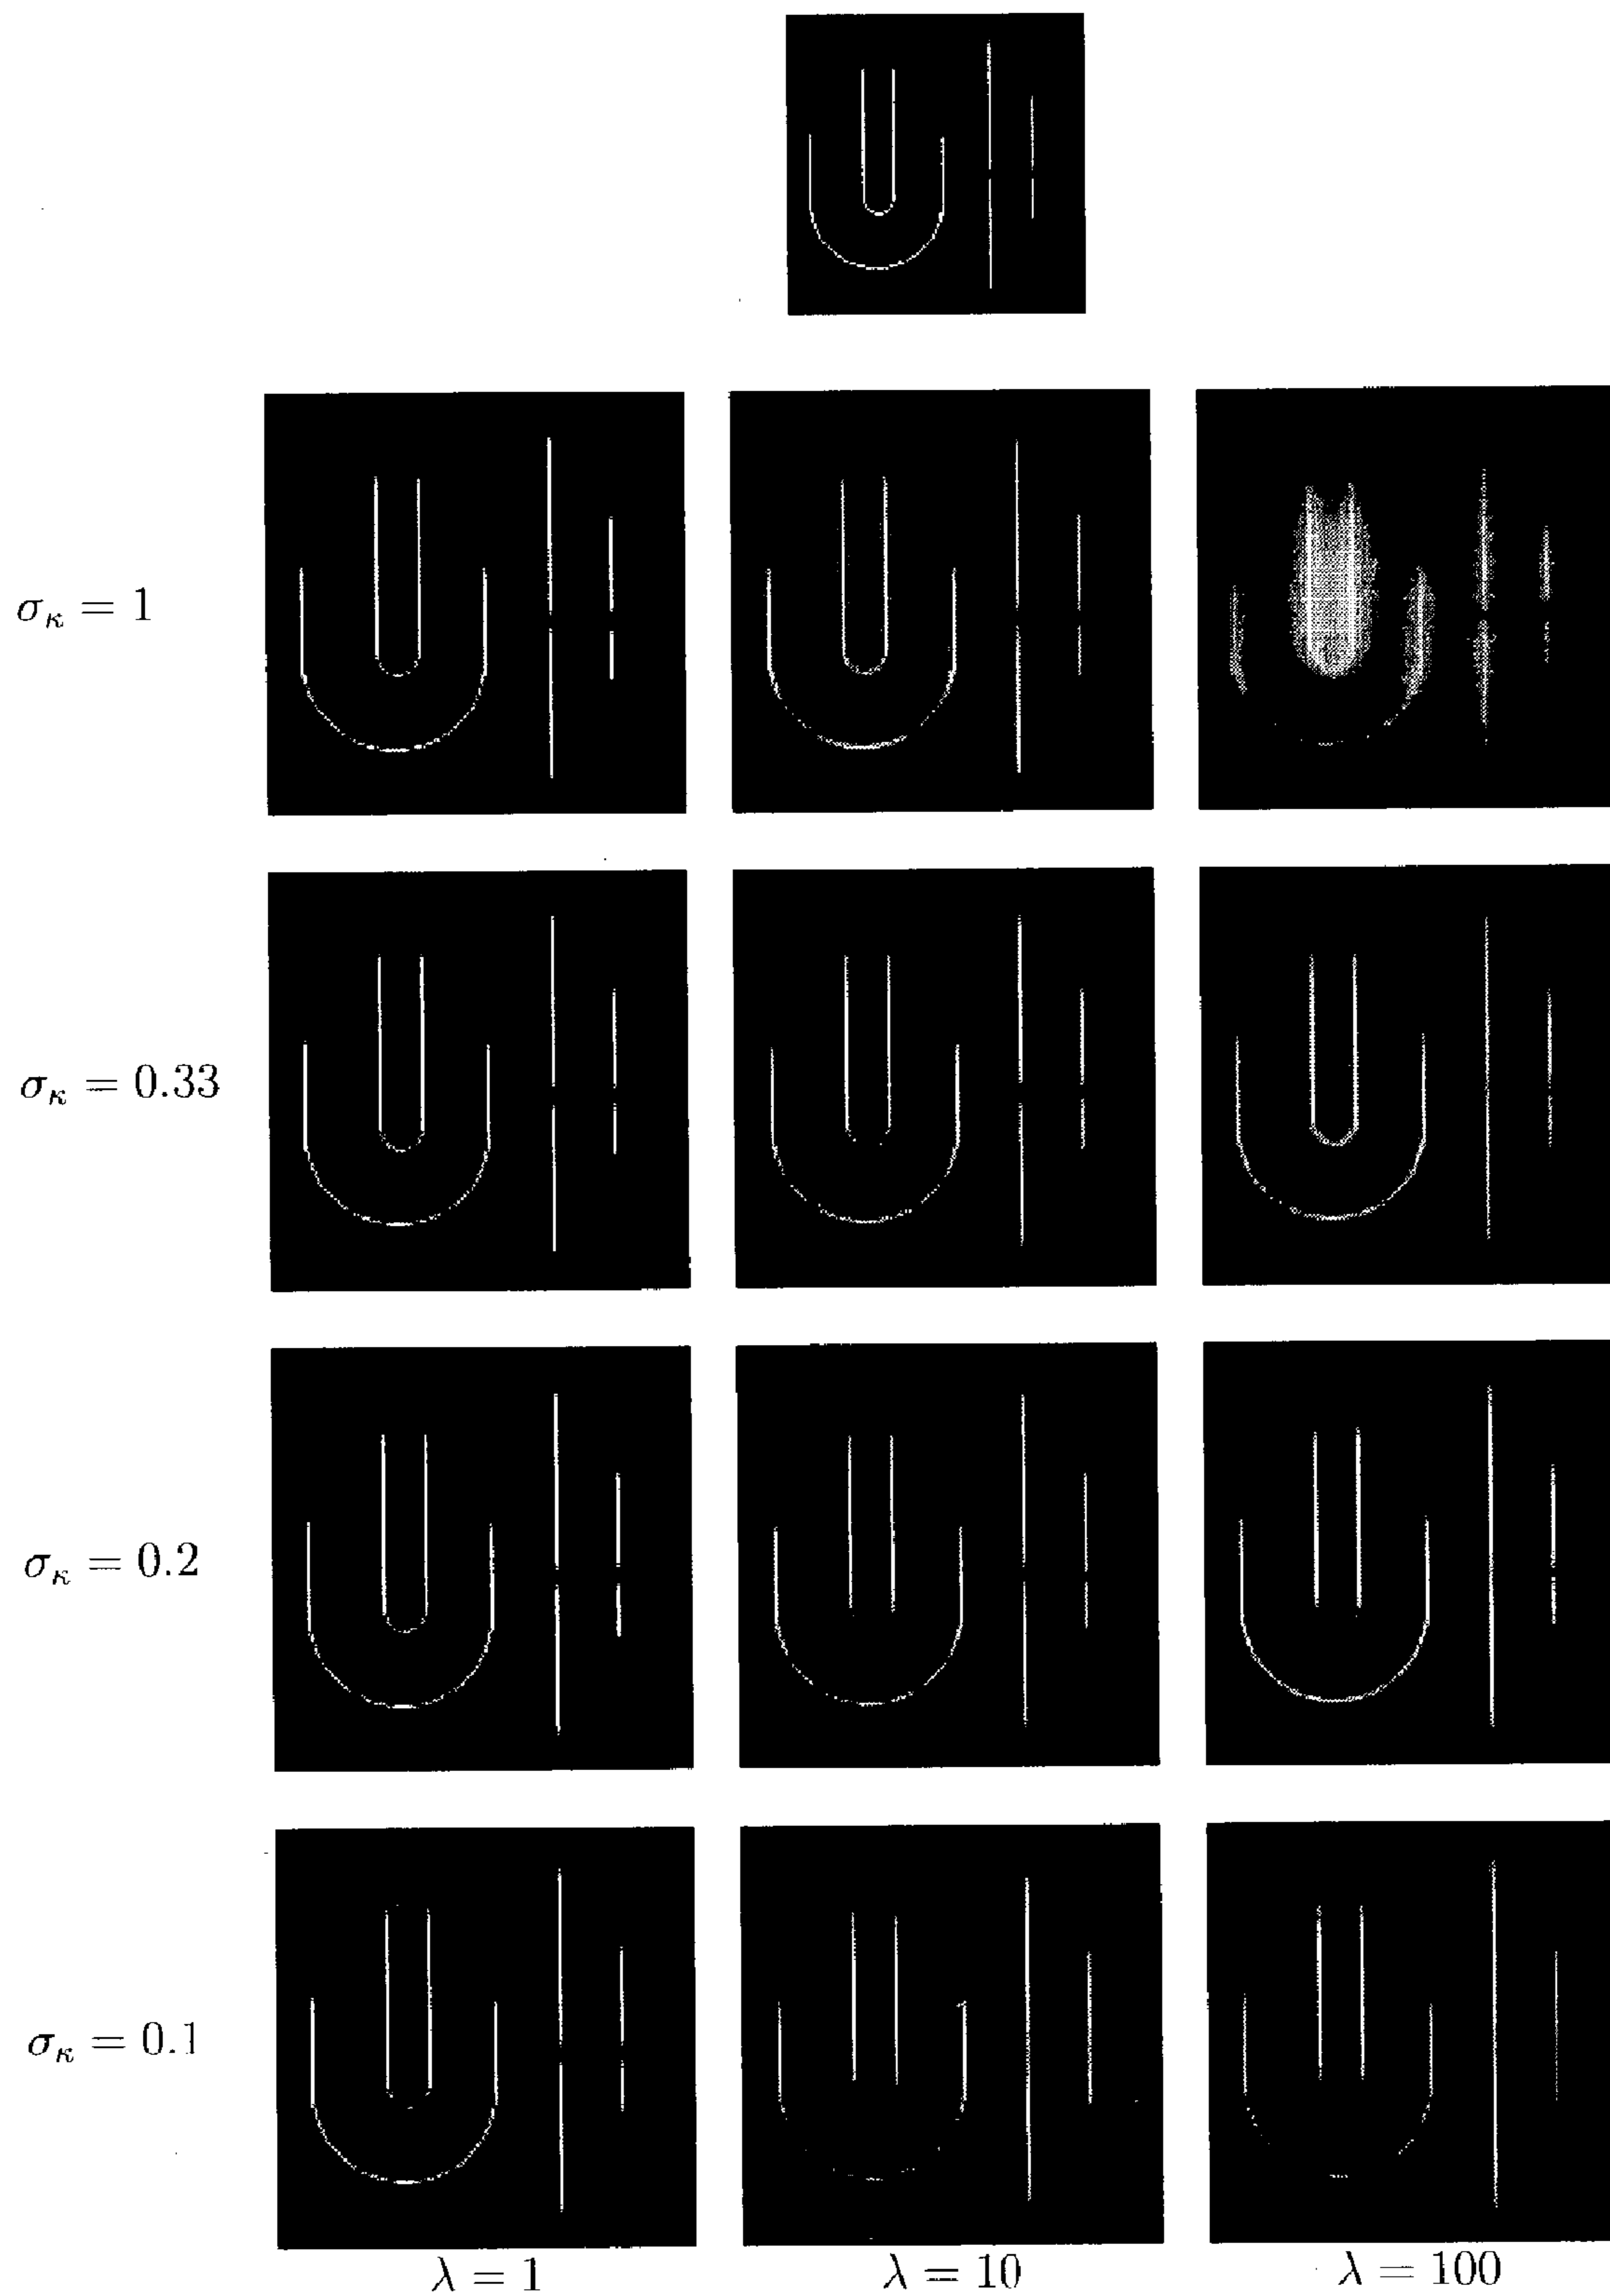 σ_κ = 1
σ_κ = 0.33
σ_κ = 0.2
σ_κ = 0.1
λ = 1
λ = 10
λ = 100